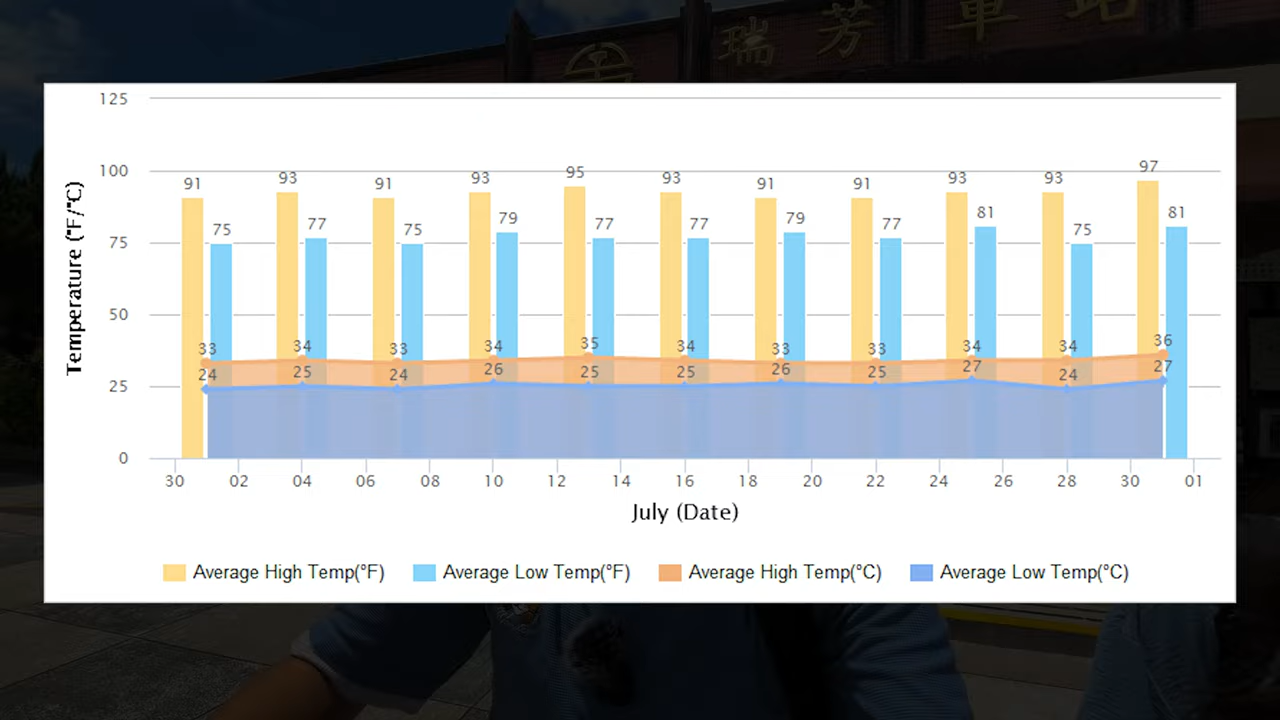 瑞芳車站
125
100
75
50
25
0
Temperature (°F/°C)
91 93 91 93 95 93 91 91 93 93 97
75 77 75 79 77 77 79 77 81 75 81
33 34 33 34 35 34 33 33 34 34 36
24 25 24 26 25 25 26 25 27 24 27
30 02 04 06 08 10 12 14 16 18 20 22 24 26 28 30 01
July (Date)
Average High Temp(°F) Average Low Temp(°F) Average High Temp(°C) Average Low Temp(°C)